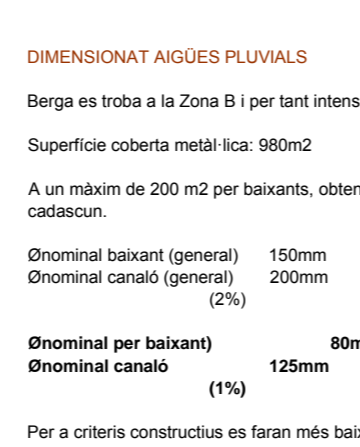 DIMENSIONAT AIGÜES PLUVIALS
Berga es troba a la Zona B i per tant intens
Superfície coberta metàl·lica: 980m2
A un màxim de 200 m2 per baixants, obten
cadascun.
Ønominal baixant (general) 150mm
Ønominal canaló (general) 200mm
(2%)
Ønominal per baixant) 80m
Ønominal canaló 125mm
(1%)
Per a criteris constructius es faran més baix